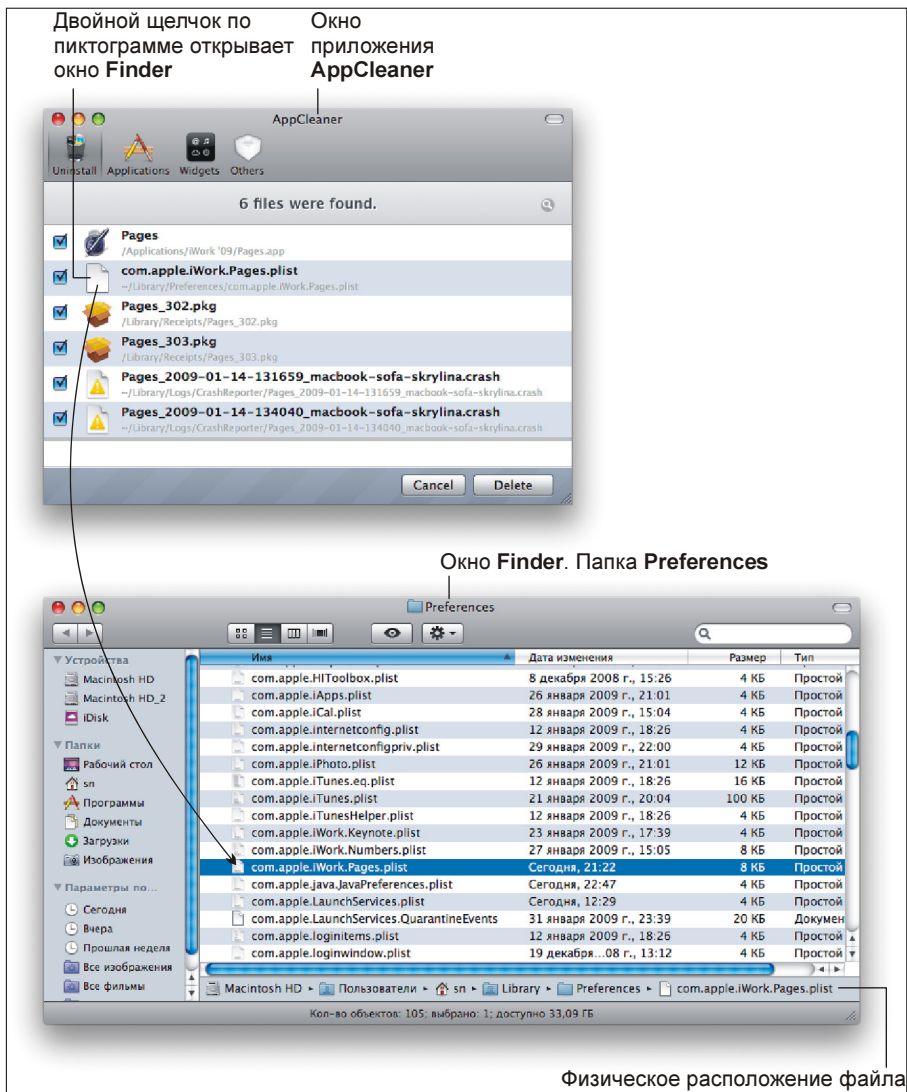 Двойной щелчок по
пиктограмме открывает
окно Finder
Окно
приложения
AppCleaner
AppCleaner
Uninstall Applications Widgets Others
6 files were found.
Pages
/Applications/iWork '09/Pages.app
com.apple.iWork.Pages.plist
~/Library/Preferences/com.apple.iWork.Pages.plist
Pages_302.pkg
/Library/Receipts/Pages_302.pkg
Pages_303.pkg
/Library/Receipts/Pages_303.pkg
Pages_2009-01-14-131659_macbook-sofa-skrylina.crash
~/Library/Logs/CrashReporter/Pages_2009-01-14-131659_macbook-sofa-skrylina.crash
Pages_2009-01-14-134040_macbook-sofa-skrylina.crash
~/Library/Logs/CrashReporter/Pages_2009-01-14-134040_macbook-sofa-skrylina.crash
Cancel Delete
Окно Finder. Папка Preferences
Preferences
Устройства
Macintosh HD
Macintosh HD_2
iDisk
Папки
Рабочий стол
sn
Программы
Документы
Загрузки
Изображения
Параметры по...
Сегодня
Вчера
Прошлая неделя
Все изображения
Все фильмы
Имя Дата изменения Размер Тип
com.apple.HIToolbox.plist 8 декабря 2008 г., 15:26 4 КБ Простой
com.apple.iApps.plist 26 января 2009 г., 21:01 4 КБ Простой
com.apple.iCal.plist 28 января 2009 г., 15:04 4 КБ Простой
com.apple.internetconfig.plist 12 января 2009 г., 18:26 4 КБ Простой
com.apple.internetconfigpriv.plist 29 января 2009 г., 22:00 4 КБ Простой
com.apple.iPhoto.plist 26 января 2009 г., 21:01 12 КБ Простой
com.apple.iTunes.eq.plist 12 января 2009 г., 18:26 16 КБ Простой
com.apple.iTunes.plist 21 января 2009 г., 20:04 100 КБ Простой
com.apple.iTunesHelper.plist 12 января 2009 г., 18:26 4 КБ Простой
com.apple.iWork.Keynote.plist 23 января 2009 г., 17:39 4 КБ Простой
com.apple.iWork.Numbers.plist 27 января 2009 г., 15:05 8 КБ Простой
com.apple.iWork.Pages.plist Сегодня, 21:22 8 КБ Простой
com.apple.java.JavaPreferences.plist Сегодня, 22:47 4 КБ Простой
com.apple.LaunchServices.plist Сегодня, 12:29 4 КБ Простой
com.apple.LaunchServices.QuarantineEvents 31 января 2009 г., 23:39 20 КБ Докумен
com.apple.loginitems.plist 12 января 2009 г., 18:26 4 КБ Простой
com.apple.loginwindow.plist 19 декабря...08 г., 13:12 4 КБ Простой
Macintosh HD ▸ Пользователи ▸ sn ▸ Library ▸ Preferences ▸ com.apple.iWork.Pages.plist
Кол-во объектов: 105; выбрано: 1; доступно 33,09 ГБ
Физическое расположение файла